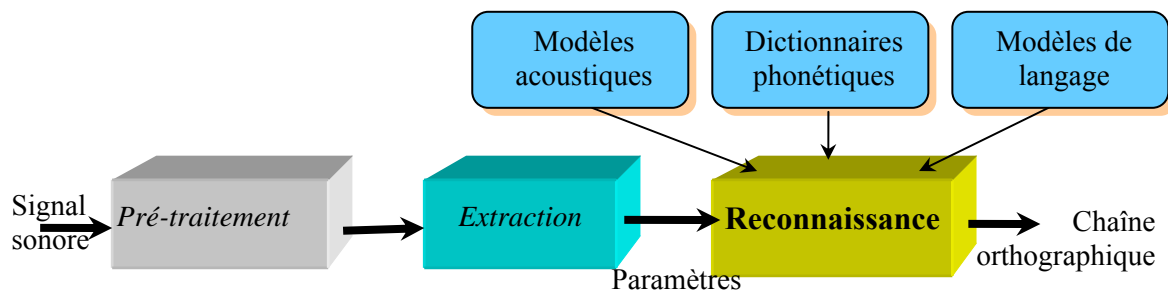 Modèles
acoustiques
Dictionnaires
phonétiques
Modèles de
langage
Signal
sonore
Pré-traitement
Extraction
Paramètres
Reconnaissance
Chaîne
orthographique